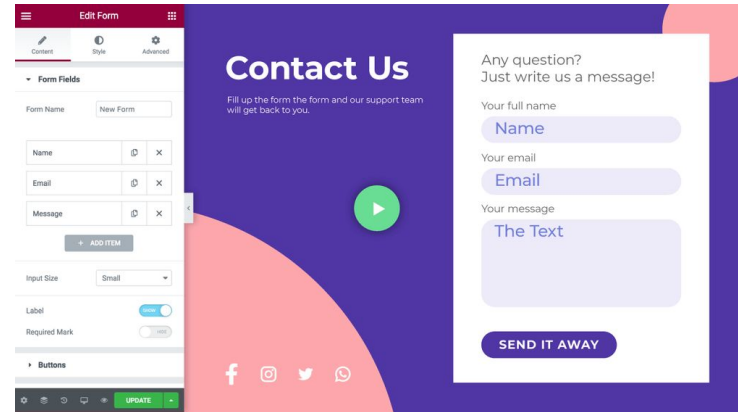 Edit Form
Content
Style
Advanced
Form Fields
Form Name
New Form
Name
Email
Message
+ ADD ITEM
Input Size
Small
Label
SHOW
Required Mark
HIDE
Buttons
UPDATE
Contact Us
Fill up the form the form and our support team
will get back to you.
Any question?
Just write us a message!
Your full name
Name
Your email
Email
Your message
The Text
SEND IT AWAY